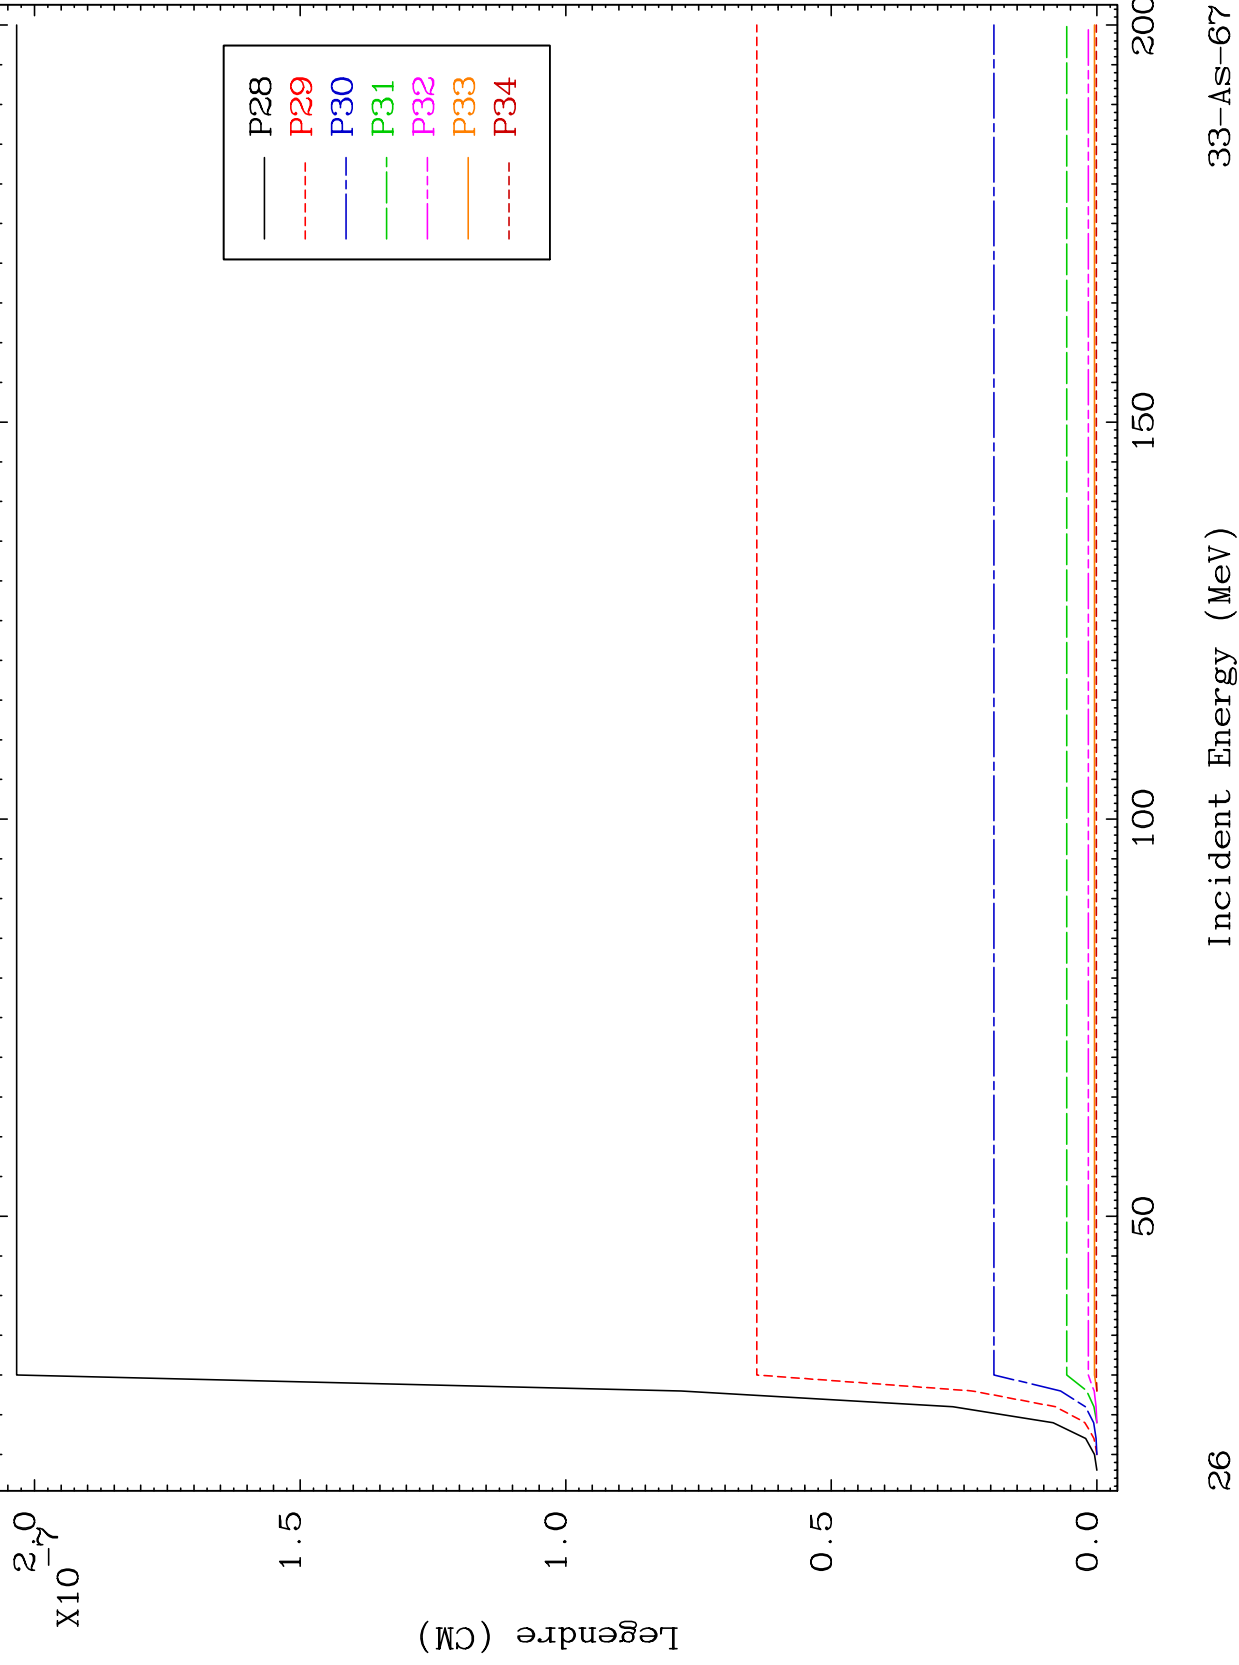 P28
P29
P30
P31
P32
P33
P34
2.0
X10
-7
1.5
1.0
0.5
0.0
Legendre (CM)
50
100
150
200
Incident Energy (MeV)
26
33-As-67